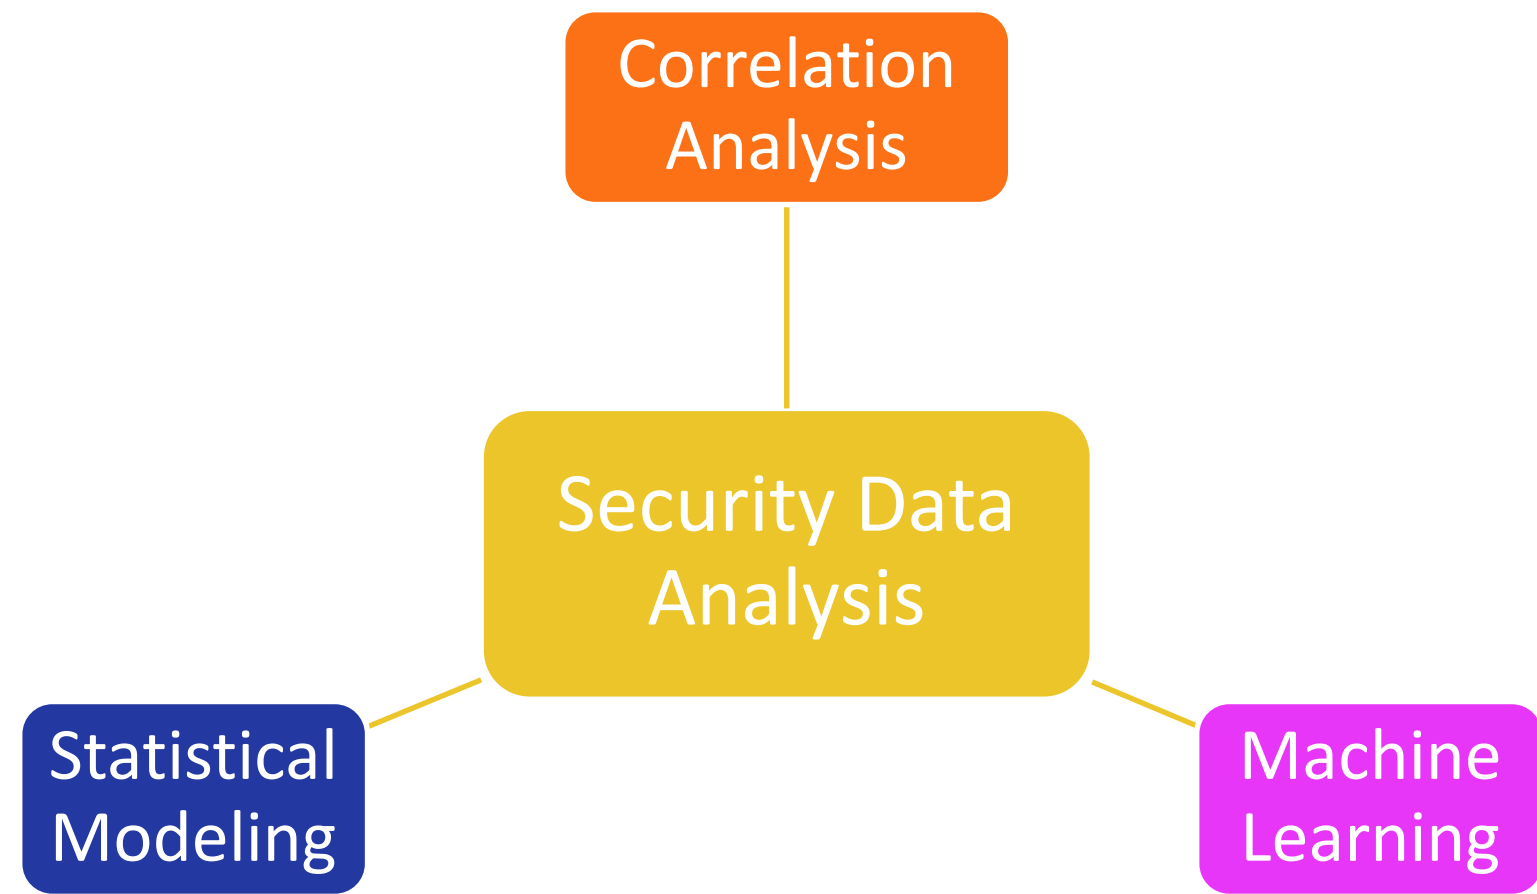 Correlation
Analysis
Security Data
Analysis
Statistical
Modeling
Machine
Learning